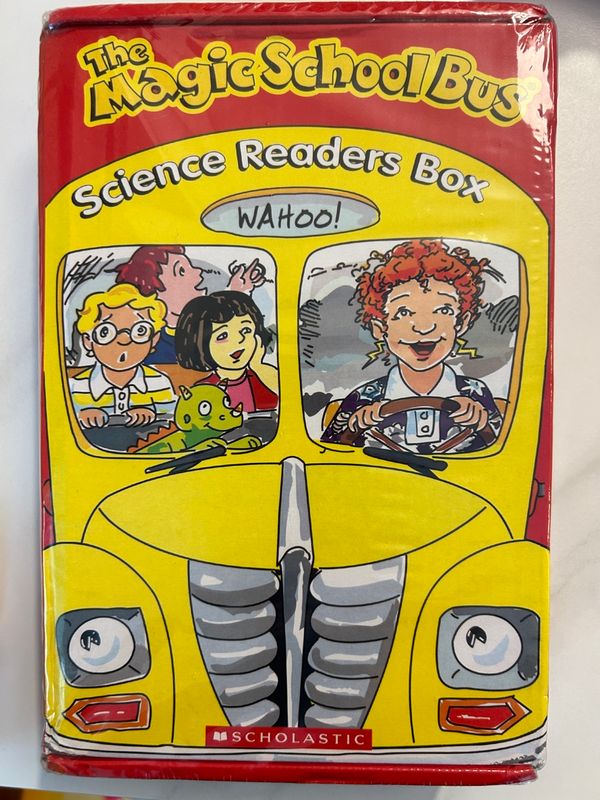 The
Magic School Bus
Science Readers Box
WAHOO!
SCHOLASTIC